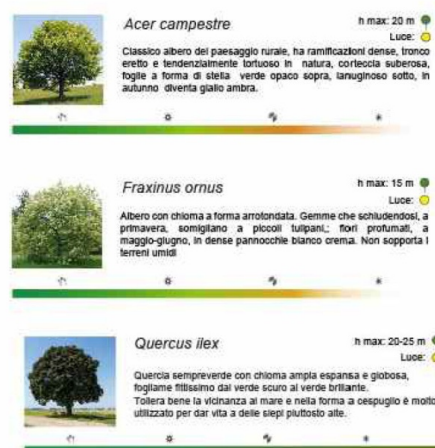 Acer campestre
h max: 20 m
Luce:
Classico albero del paesaggio rurale, ha ramificazioni dense, tronco
eretto e tendenzialmente tortuoso in natura, corteccia suberosa,
foglie a forma di stella verde opaco sopra, lanuginoso sotto, in
autunno diventa giallo ambra.
Fraxinus ornus
h max: 15 m
Luce:
Albero con chioma a forma arrotondata. Gemme che schiudendosi, a
primavera, somigliano a piccoli tulipani,; fiori profumati, a
maggio-giugno, in dense pannocchie bianco crema. Non sopporta i
terreni umidi
Quercus ilex
h max: 20-25 m
Luce:
Quercia sempreverde con chioma ampia espansa e globosa,
fogliame fittissimo dal verde scuro al verde brillante.
Tollera bene la vicinanza al mare e nella forma a cespuglio è molto
utilizzato per dar vita a delle siepi piuttosto alte.